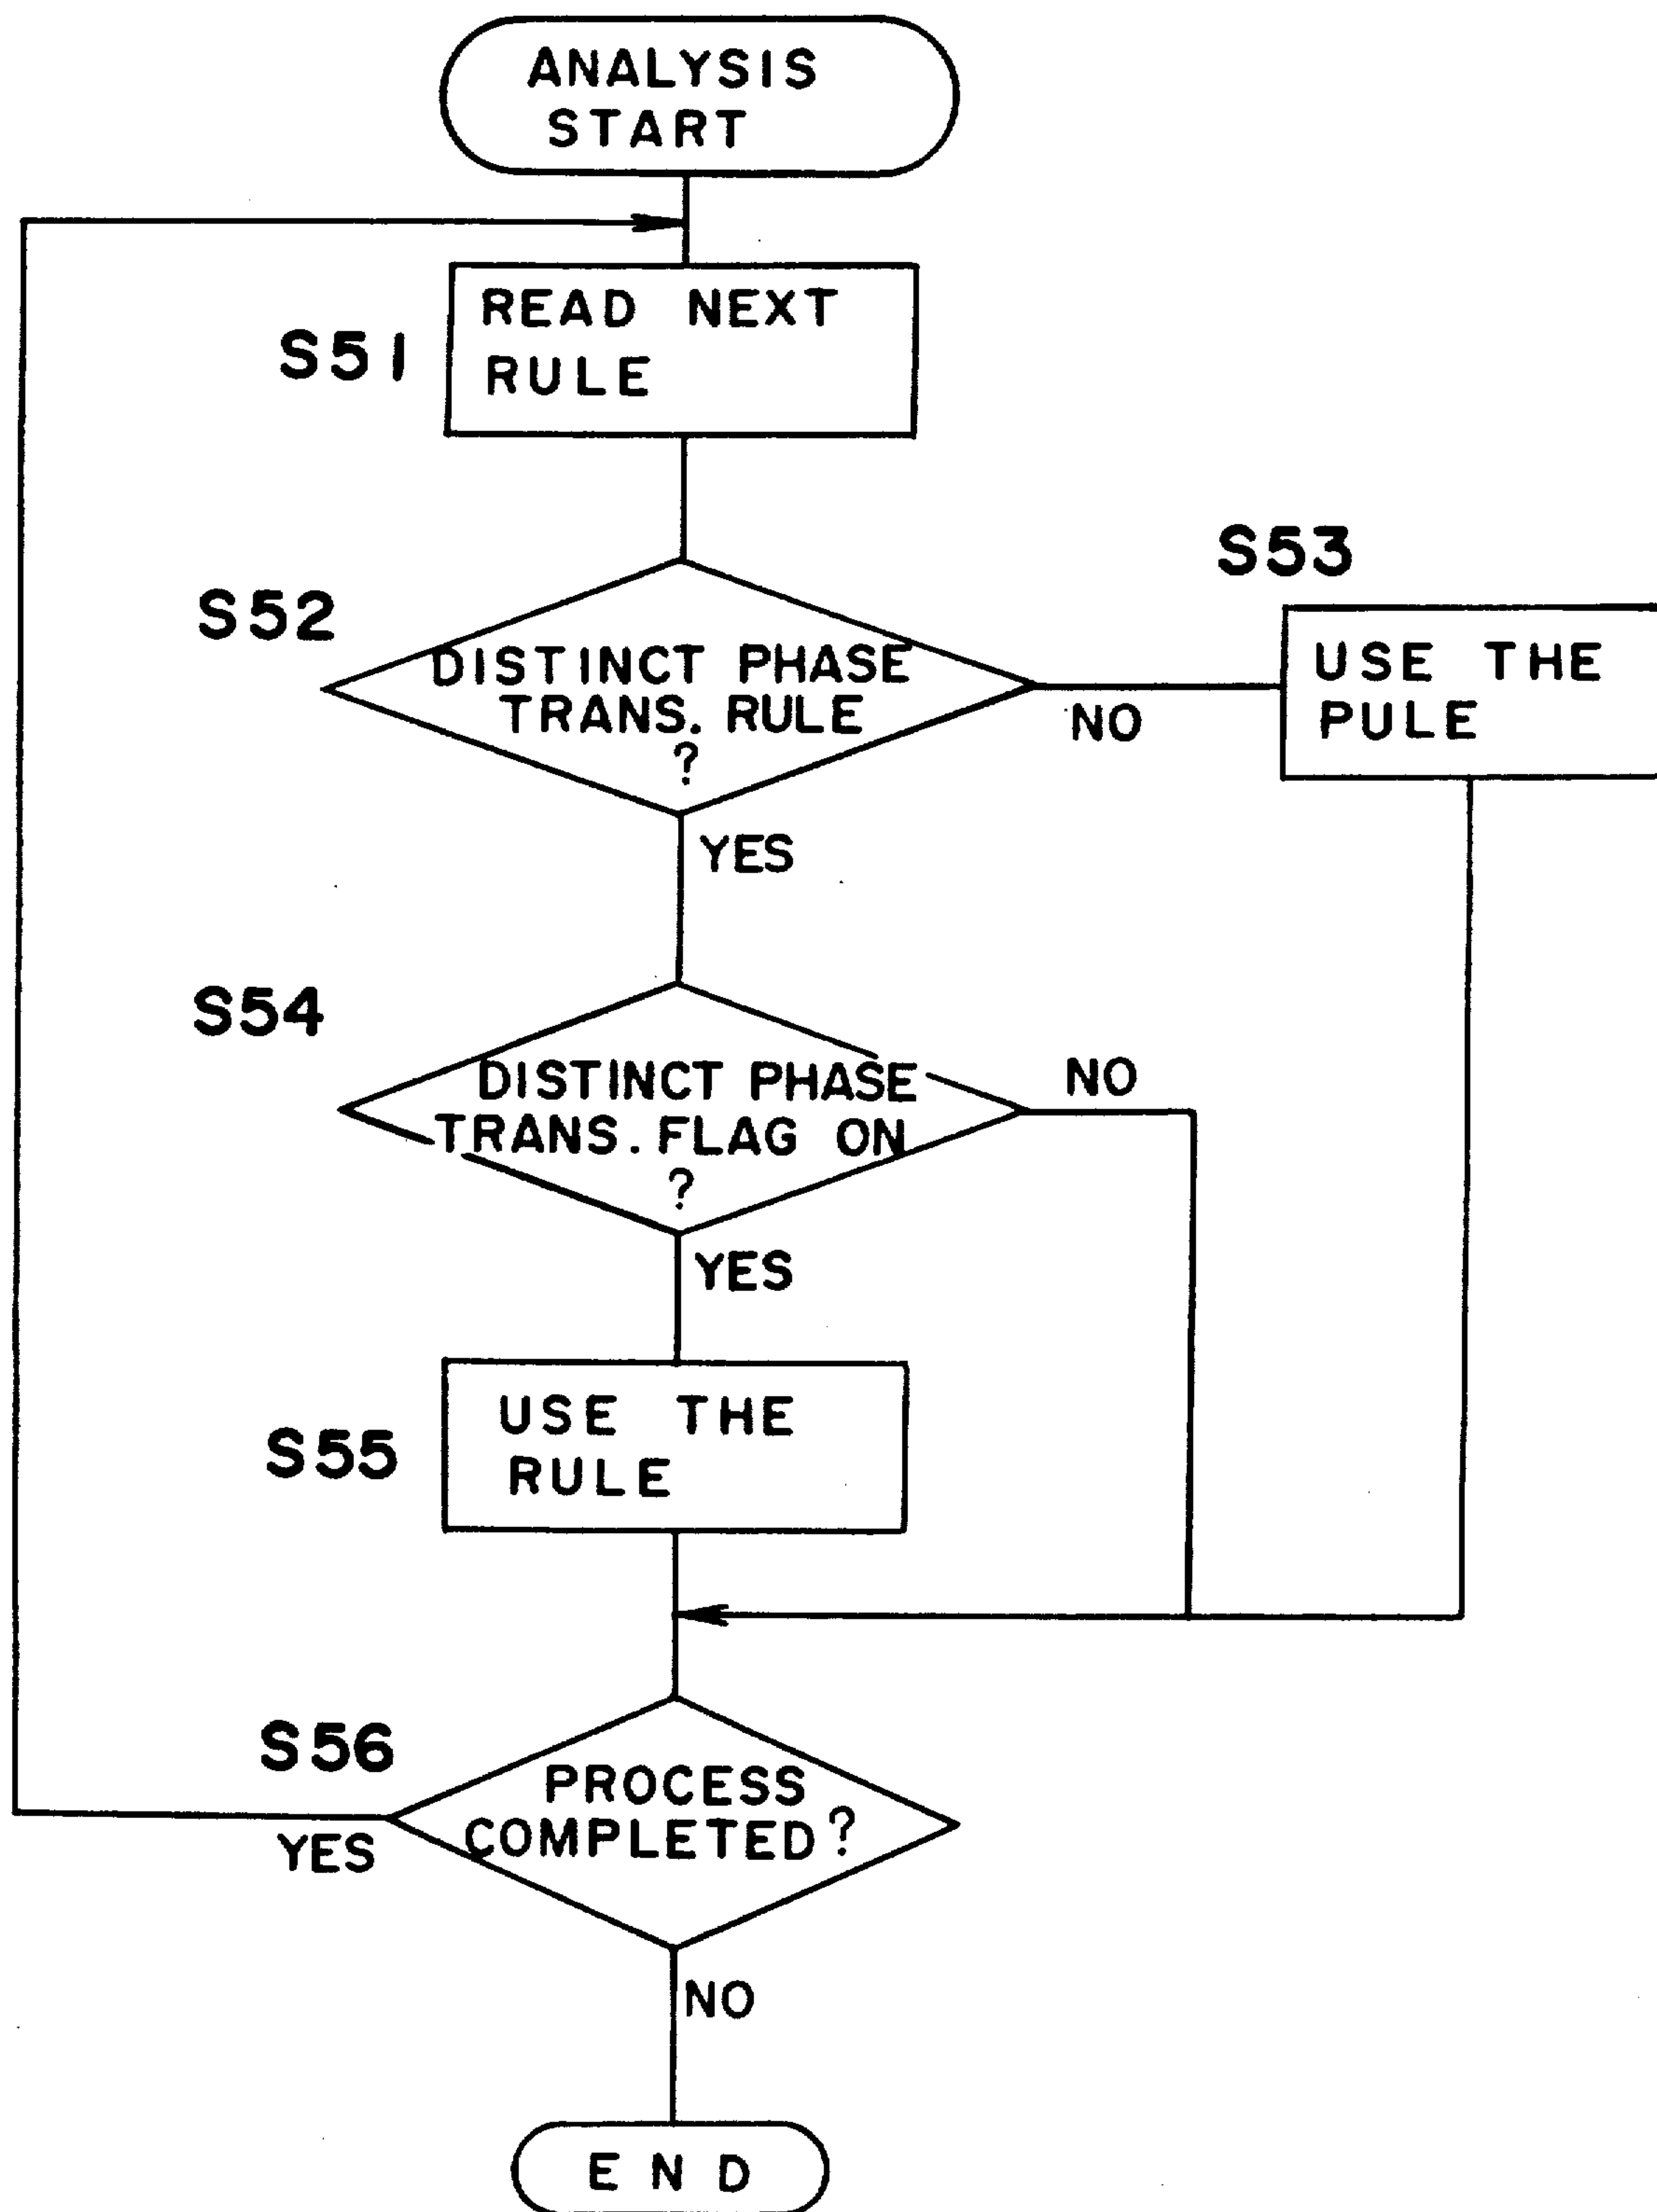 ANALYSIS
START
S51
READ NEXT
RULE
S52
DISTINCT PHASE
TRANS. RULE
?
NO
S53
USE THE
PULE
YES
S54
DISTINCT PHASE
TRANS. FLAG ON
?
NO
YES
S55
USE THE
RULE
S56
PROCESS
COMPLETED?
YES
NO
END